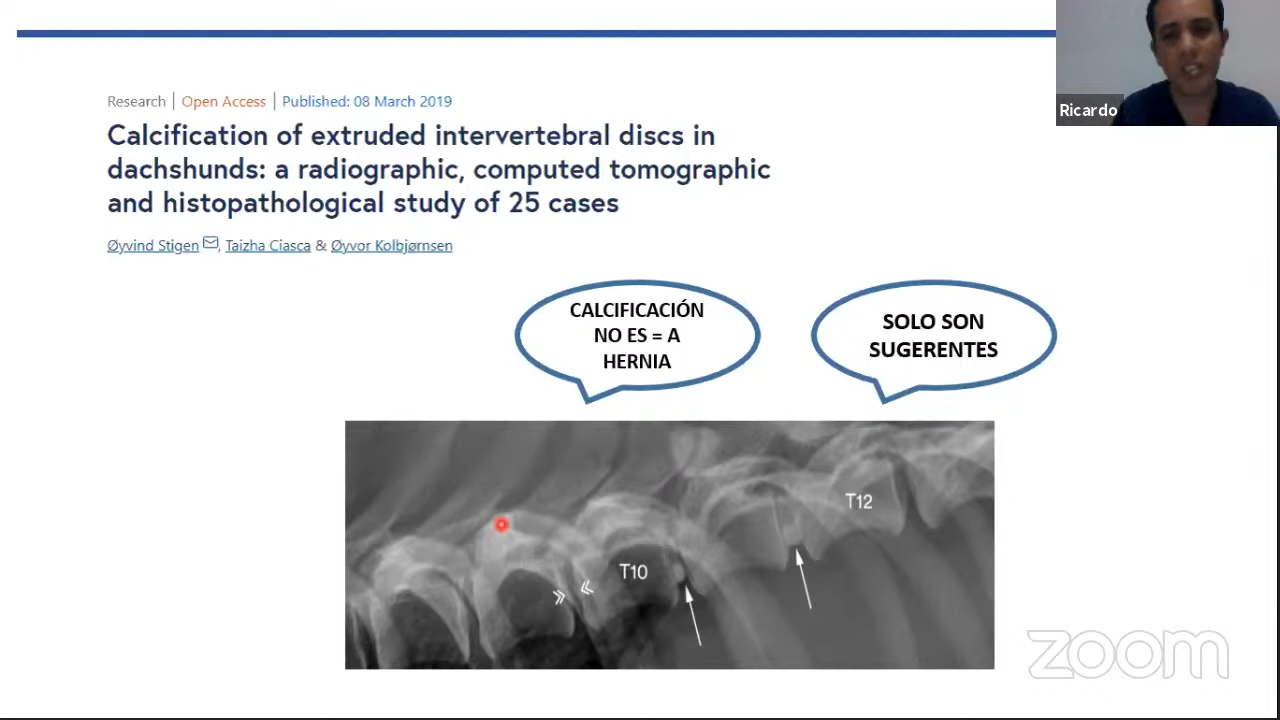 Ricardo
Research | Open Access | Published: 08 March 2019
Calcification of extruded intervertebral discs in
dachshunds: a radiographic, computed tomographic
and histopathological study of 25 cases
Øyvind Stigen, Taizha Ciasca & Øyvor Kolbjørnsen
CALCIFICACIÓN
NO ES = A
HERNIA
SOLO SON
SUGERENTES
T12
T10
zoom